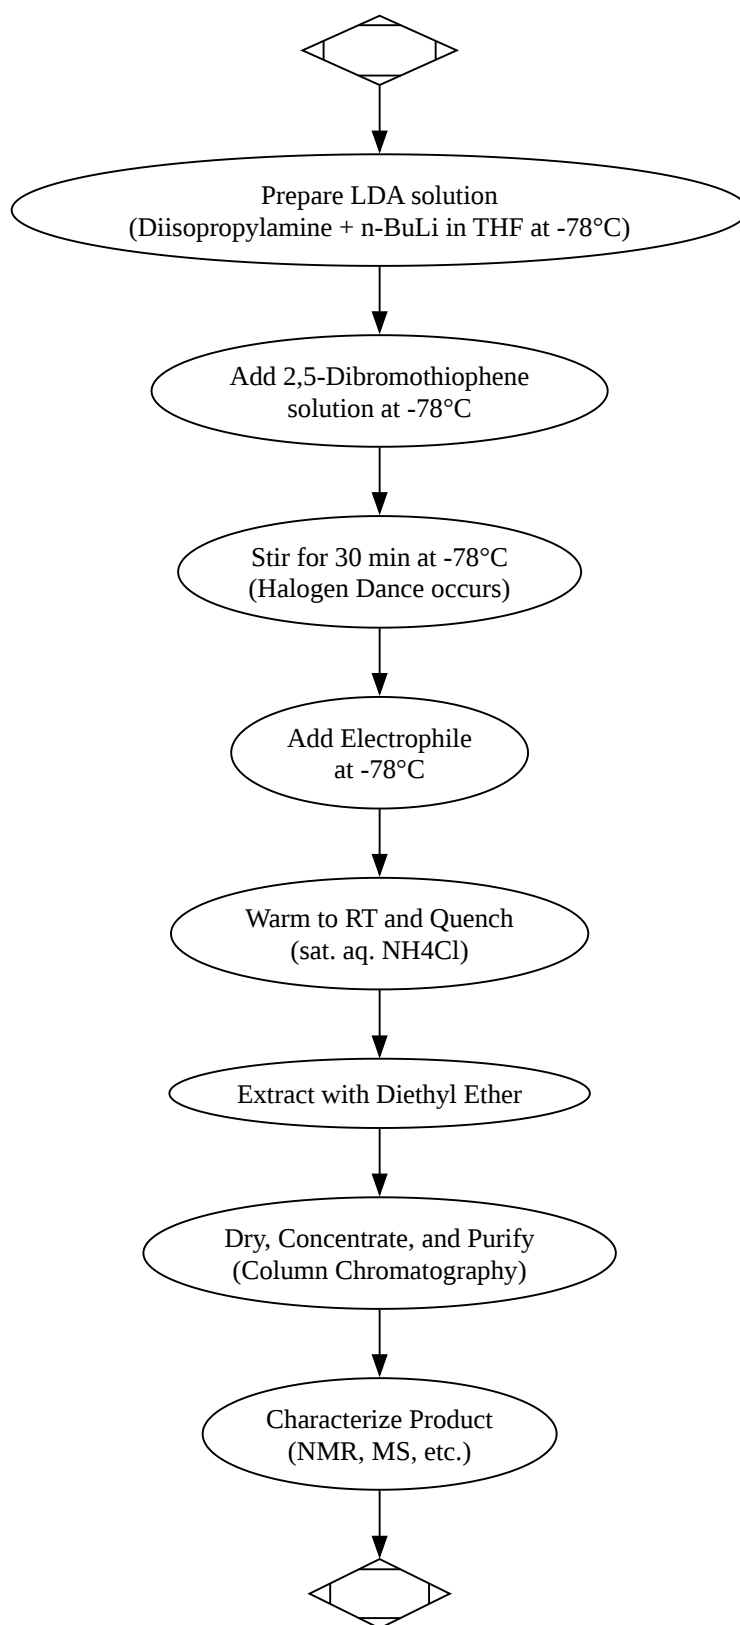 Prepare LDA solution
(Diisopropylamine + n-BuLi in THF at -78°C)
Add 2,5-Dibromothiophene
solution at -78°C
Stir for 30 min at -78°C
(Halogen Dance occurs)
Add Electrophile
at -78°C
Warm to RT and Quench
(sat. aq. NH4Cl)
Extract with Diethyl Ether
Dry, Concentrate, and Purify
(Column Chromatography)
Characterize Product
(NMR, MS, etc.)